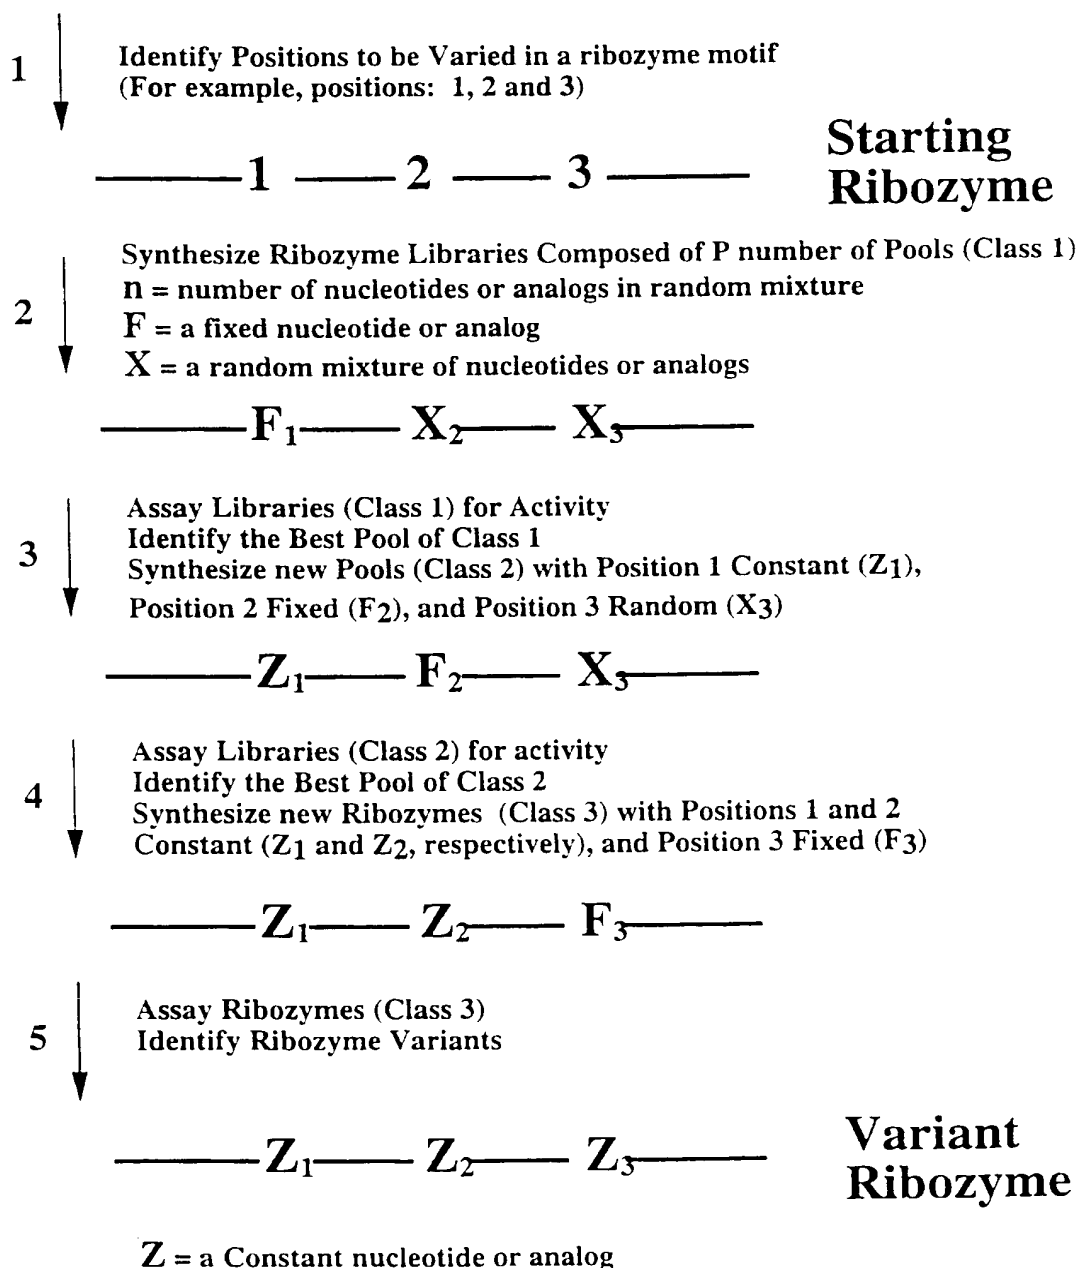 1
Identify Positions to be Varied in a ribozyme motif
(For example, positions: 1, 2 and 3)
1 2 3
Starting
Ribozyme
2
Synthesize Ribozyme Libraries Composed of P number of Pools (Class 1)
n = number of nucleotides or analogs in random mixture
F = a fixed nucleotide or analog
X = a random mixture of nucleotides or analogs
F1 X2 X3
3
Assay Libraries (Class 1) for Activity
Identify the Best Pool of Class 1
Synthesize new Pools (Class 2) with Position 1 Constant (Z1),
Position 2 Fixed (F2), and Position 3 Random (X3)
Z1 F2 X3
4
Assay Libraries (Class 2) for activity
Identify the Best Pool of Class 2
Synthesize new Ribozymes (Class 3) with Positions 1 and 2
Constant (Z1 and Z2, respectively), and Position 3 Fixed (F3)
Z1 Z2 F3
5
Assay Ribozymes (Class 3)
Identify Ribozyme Variants
Z1 Z2 Z3
Variant
Ribozyme
Z = a Constant nucleotide or analog